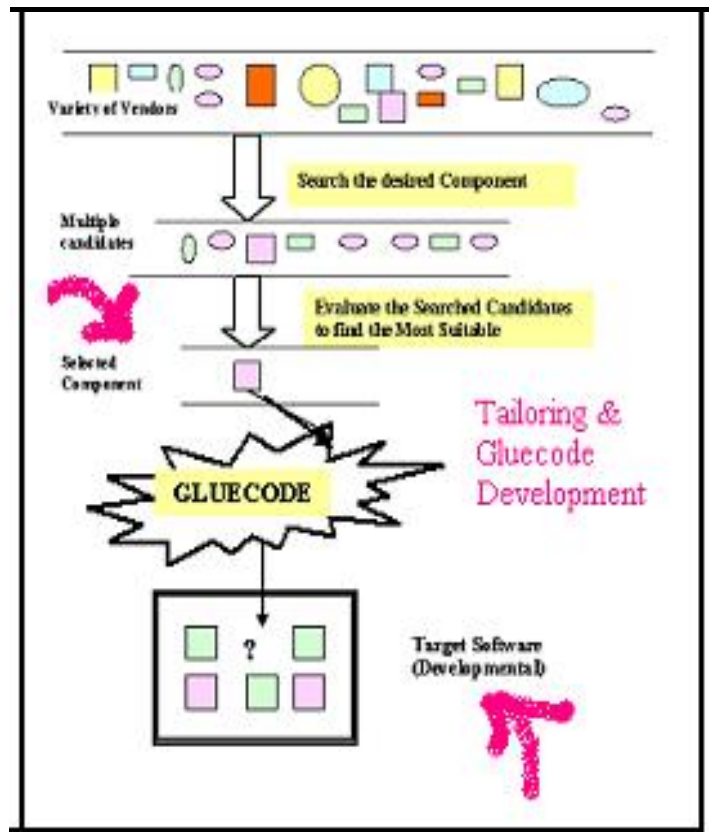 Variety of Vendors
Search the desired Component
Multiple
candidates
Evaluate the Searched Candidates
to find the Most Suitable
Selected
Component
Tailoring &
Gluecode
Development
GLUECODE
?
Target Software
(Developmental)